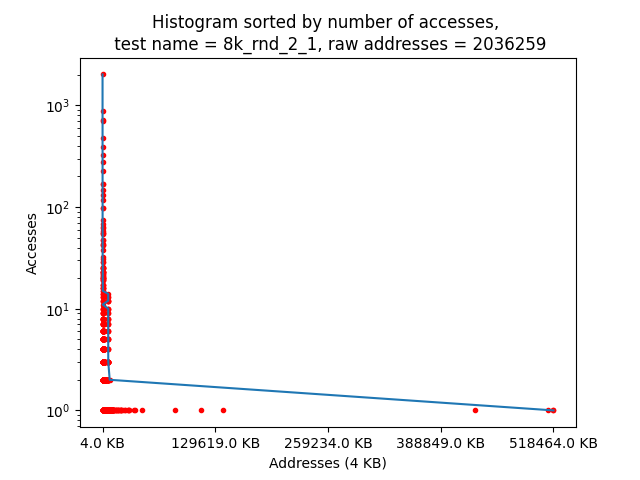 Histogram sorted by number of accesses,
test name = 8k_rnd_2_1, raw addresses = 2036259
10³
10²
10¹
10⁰
Accesses
4.0 KB
129619.0 KB
259234.0 KB
388849.0 KB
518464.0 KB
Addresses (4 KB)